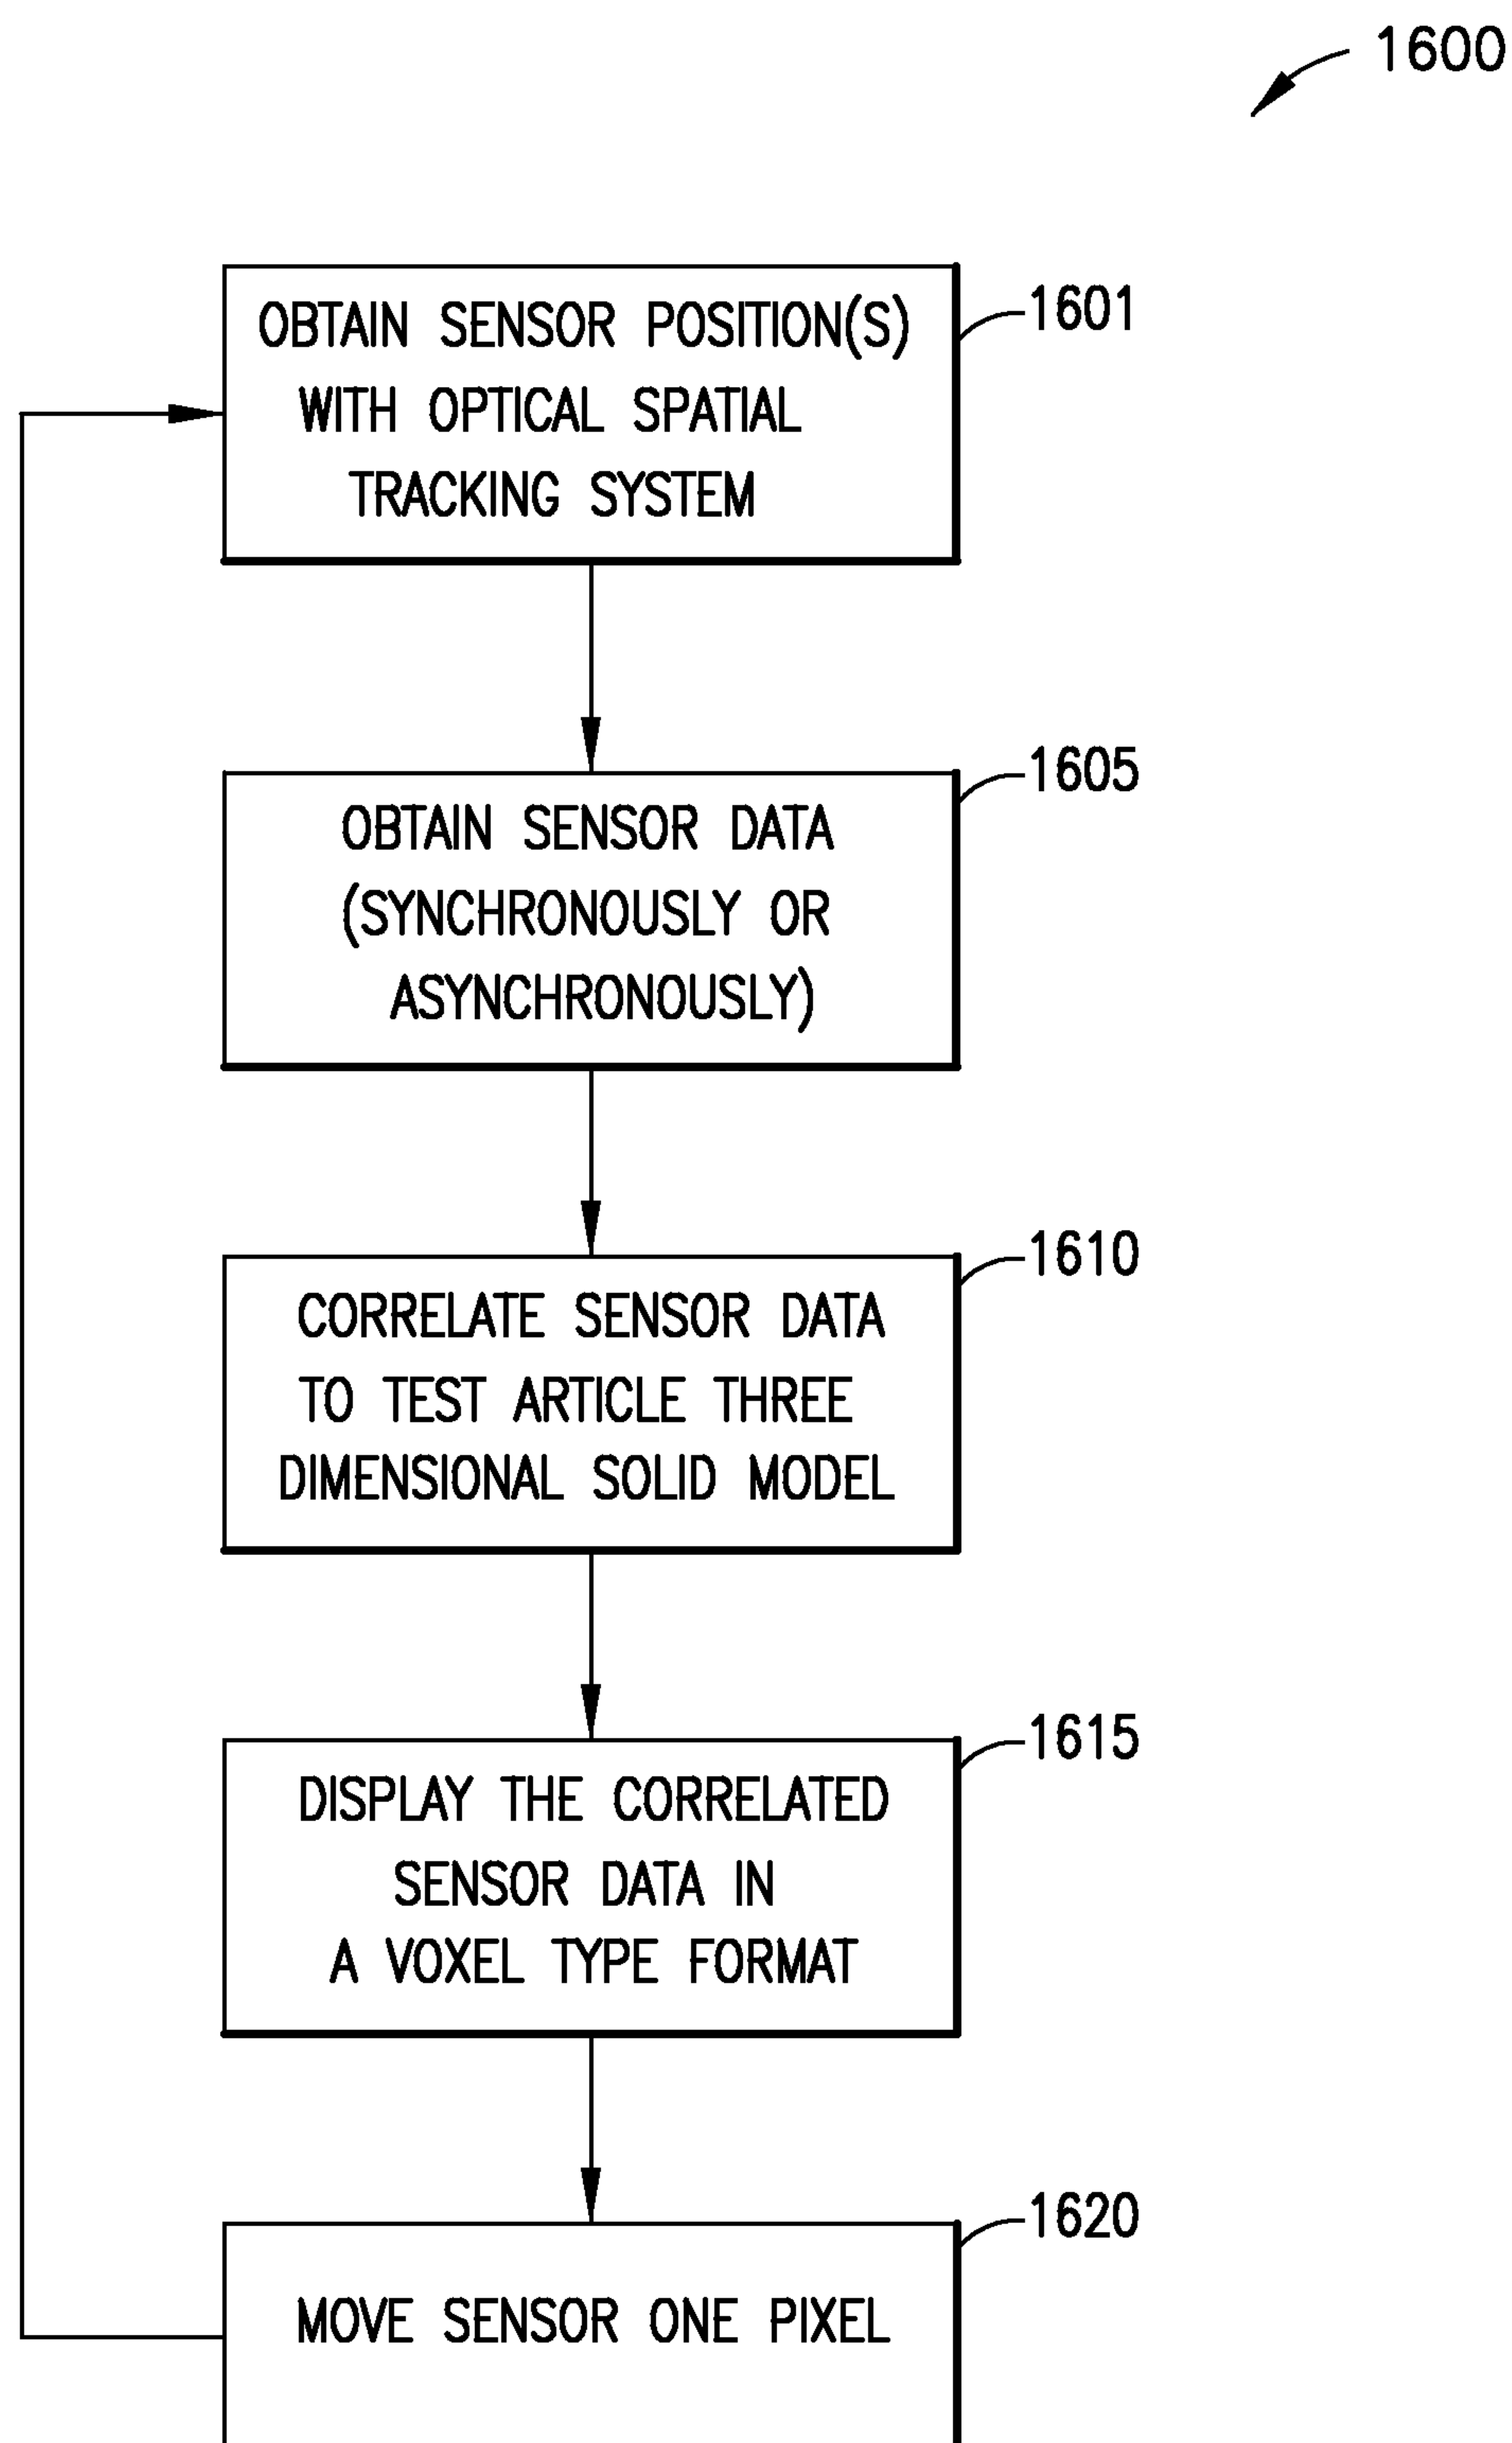 1600
OBTAIN SENSOR POSITION(S)
WITH OPTICAL SPATIAL
TRACKING SYSTEM
1601
OBTAIN SENSOR DATA
(SYNCHRONOUSLY OR
ASYNCHRONOUSLY)
1605
CORRELATE SENSOR DATA
TO TEST ARTICLE THREE
DIMENSIONAL SOLID MODEL
1610
DISPLAY THE CORRELATED
SENSOR DATA IN
A VOXEL TYPE FORMAT
1615
MOVE SENSOR ONE PIXEL
1620